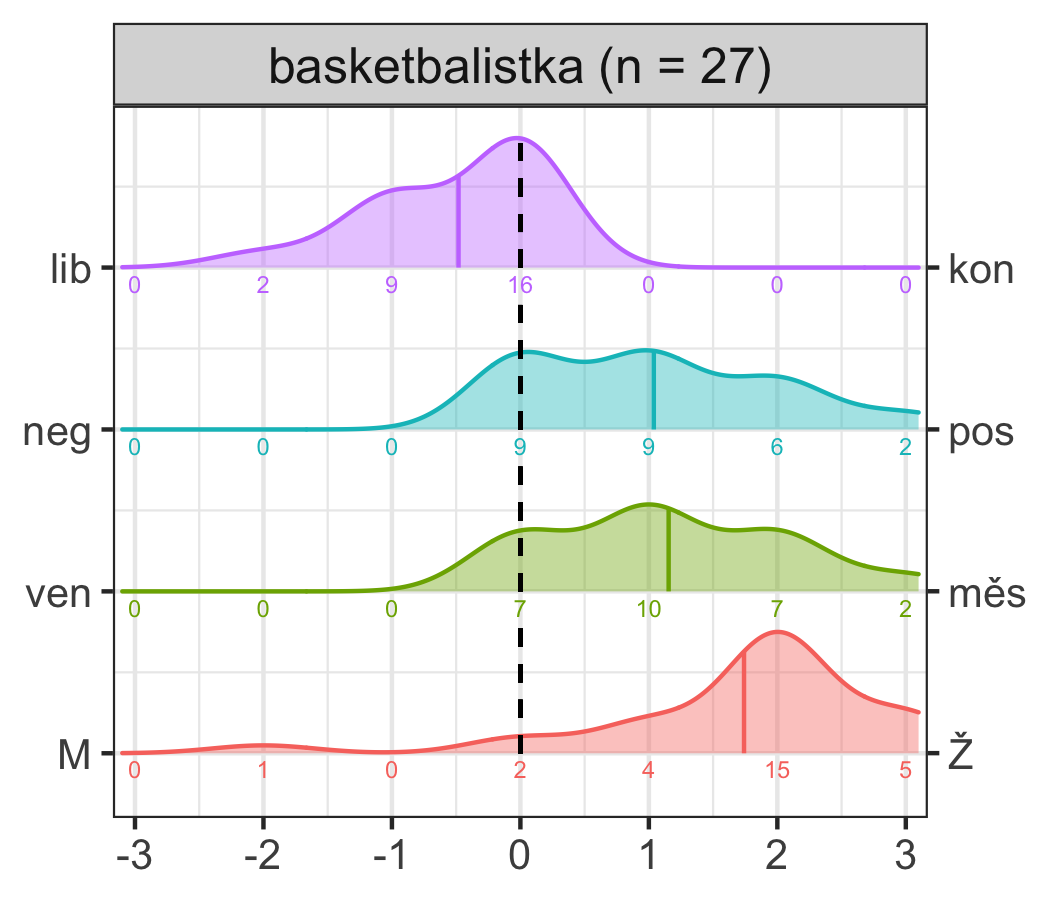 basketbalistka (n = 27)
lib kon
0 2 9 16 0 0 0
neg pos
0 0 0 9 9 6 2
ven měs
0 0 0 7 10 7 2
M Ž
0 1 0 2 4 15 5
-3 -2 -1 0 1 2 3